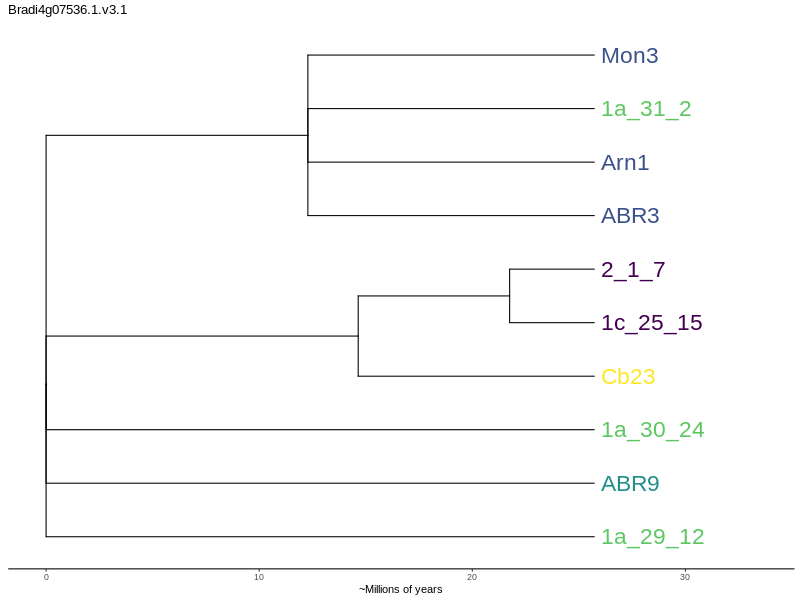 Bradi4g07536.1.v3.1
Mon3
1a_31_2
Arn1
ABR3
2_1_7
1c_25_15
Cb23
1a_30_24
ABR9
1a_29_12
0 10 20 30
~Millions of years